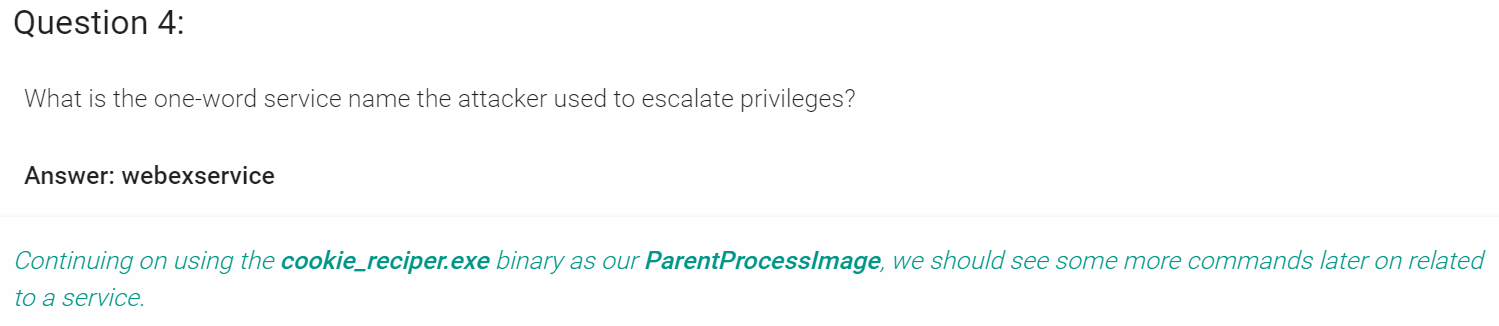 Question 4:
What is the one-word service name the attacker used to escalate privileges?
Answer: webexservice
Continuing on using the cookie_reciper.exe binary as our ParentProcessImage, we should see some more commands later on related
to a service.